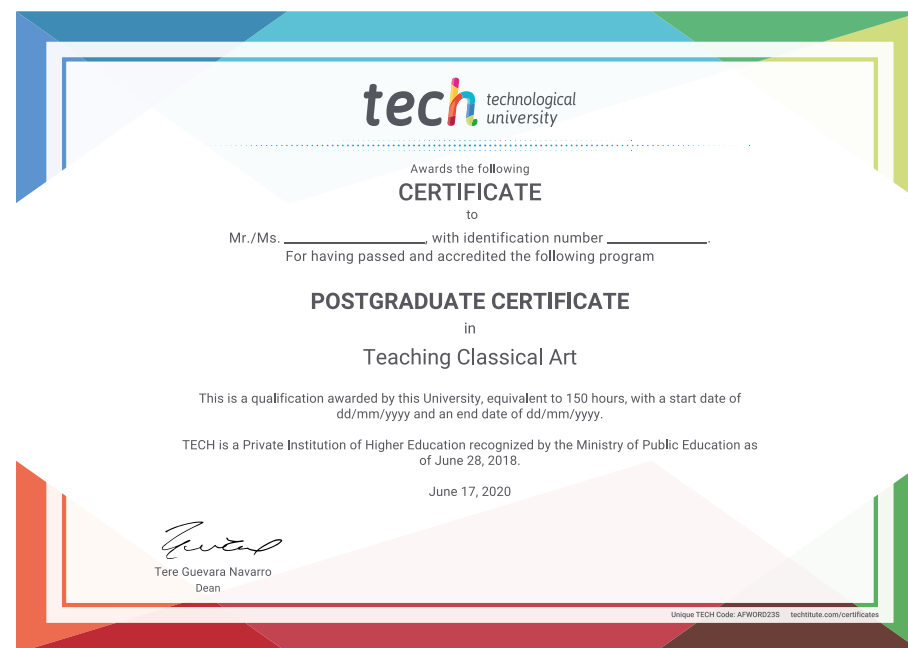 tech technological
university
Awards the following
CERTIFICATE
to
Mr./Ms. ____________, with identification number ____________.
For having passed and accredited the following program
POSTGRADUATE CERTIFICATE
in
Teaching Classical Art
This is a qualification awarded by this University, equivalent to 150 hours, with a start date of
dd/mm/yyyy and an end date of dd/mm/yyyy.
TECH is a Private Institution of Higher Education recognized by the Ministry of Public Education as
of June 28, 2018.
June 17, 2020
Tere Guevara Navarro
Dean
Unique TECH Code: AFWORD23S techtitute.com/certificates